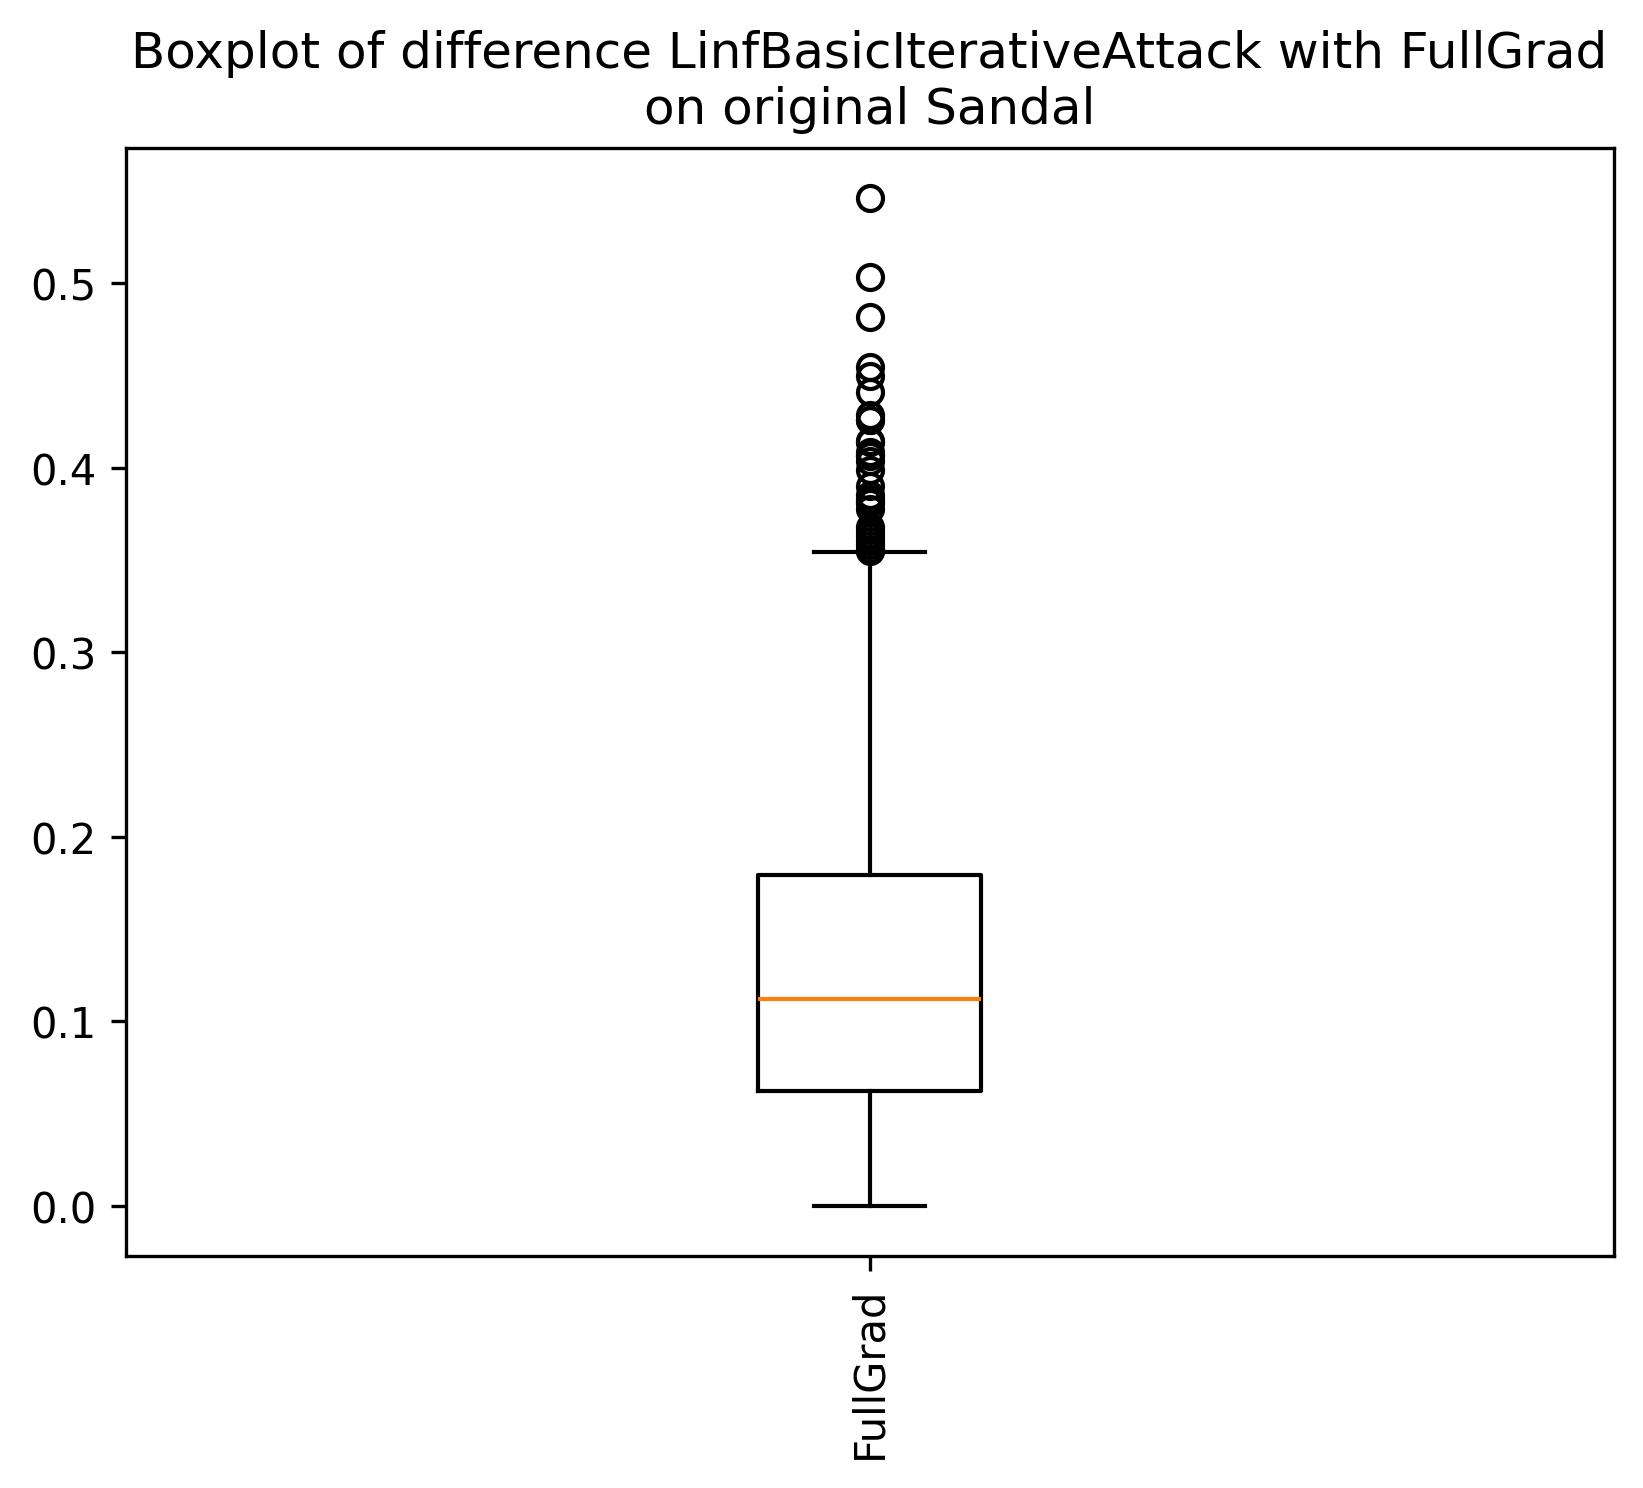 Boxplot of difference LinfBasicIterativeAttack with FullGrad
on original Sandal
0.5
0.4
0.3
0.2
0.1
0.0
FullGrad